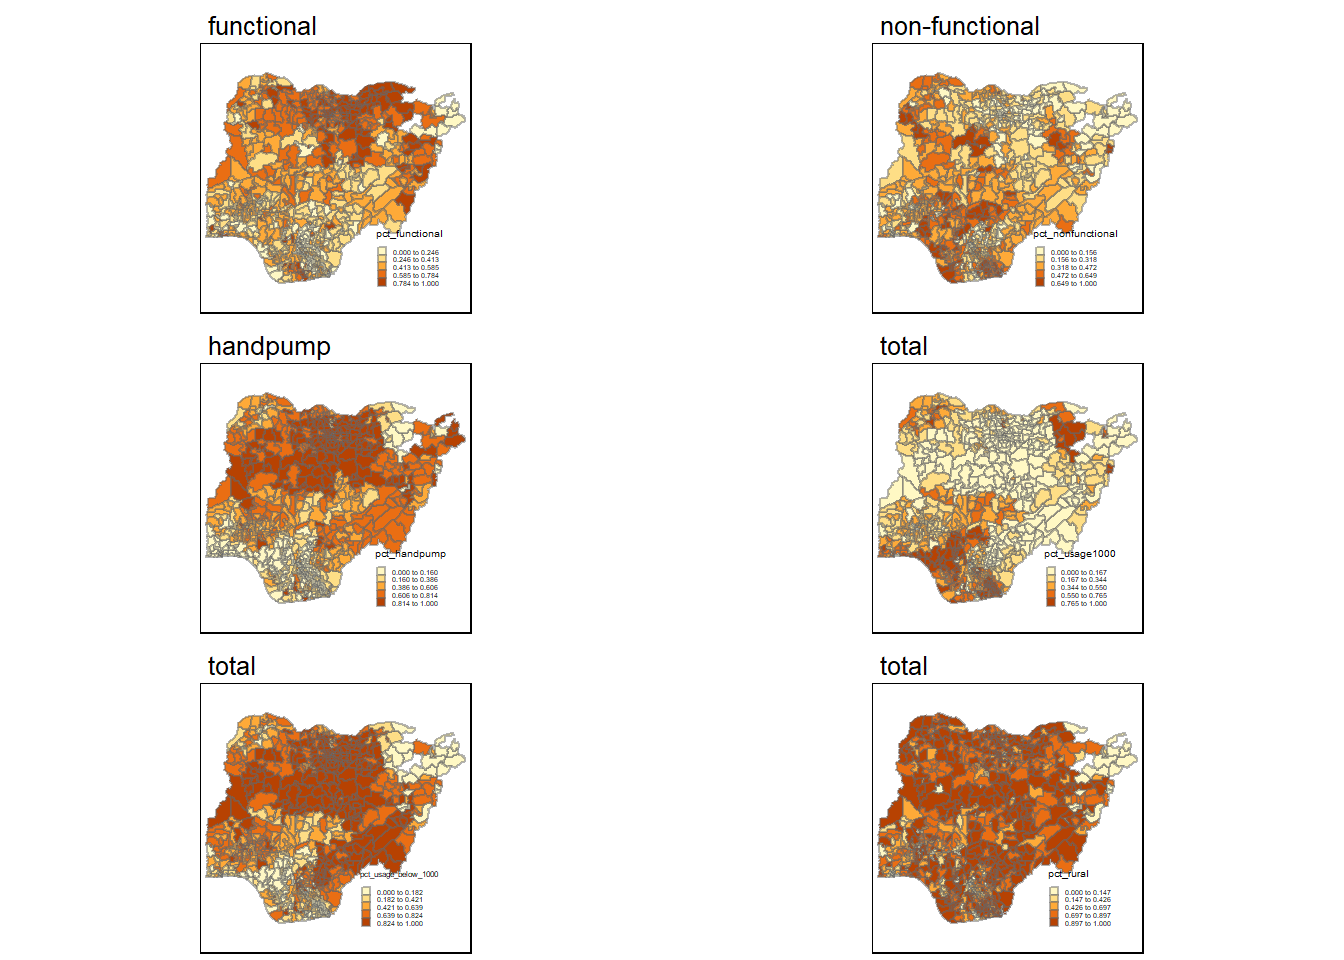 functional
pct_functional
0.000 to 0.246
0.246 to 0.413
0.413 to 0.585
0.585 to 0.784
0.784 to 1.000
non-functional
pct_nonfunctional
0.000 to 0.156
0.156 to 0.318
0.318 to 0.472
0.472 to 0.649
0.649 to 1.000
handpump
pct_handpump
0.000 to 0.160
0.160 to 0.386
0.386 to 0.606
0.606 to 0.814
0.814 to 1.000
total
pct_usage1000
0.000 to 0.167
0.167 to 0.344
0.344 to 0.550
0.550 to 0.765
0.765 to 1.000
total
pct_usage_below_1000
0.000 to 0.182
0.182 to 0.421
0.421 to 0.639
0.639 to 0.824
0.824 to 1.000
total
pct_rural
0.000 to 0.147
0.147 to 0.426
0.426 to 0.697
0.697 to 0.897
0.897 to 1.000